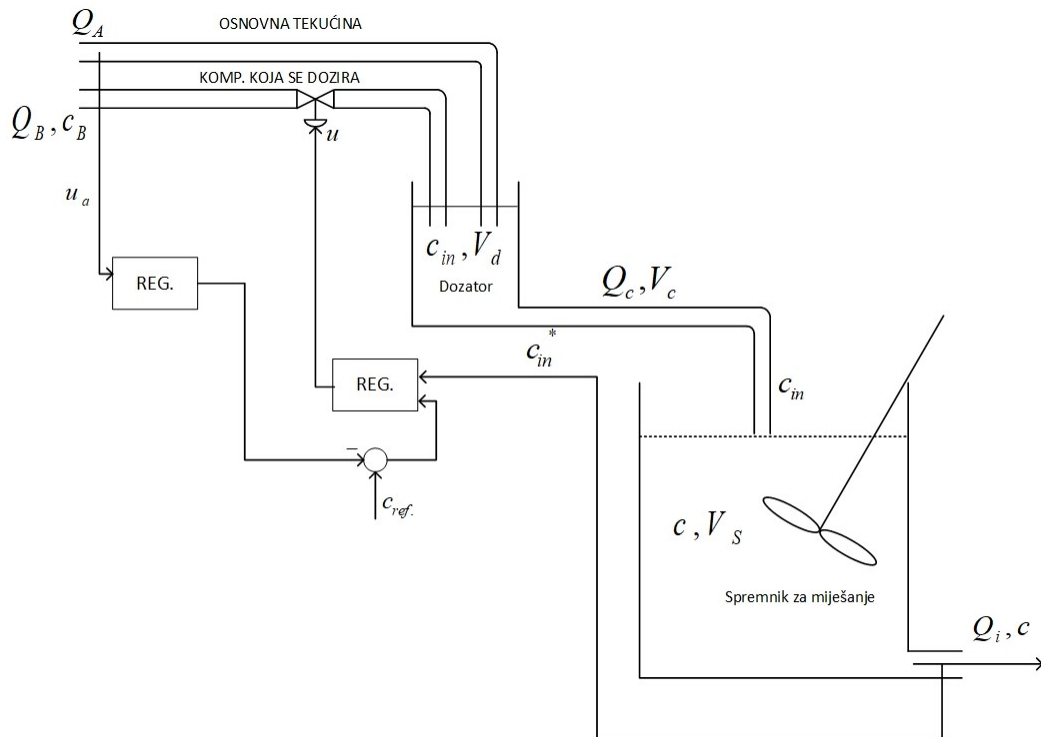 Q_A
OSNOVNA TEKUĆINA
KOMP. KOJA SE DOZIRA
Q_B, c_B
u
u_a
REG.
c_in, V_d
Dozator
Q_c, V_c
c_in*
REG.
c_in
−
c_ref.
c, V_S
Spremnik za miješanje
Q_i, c